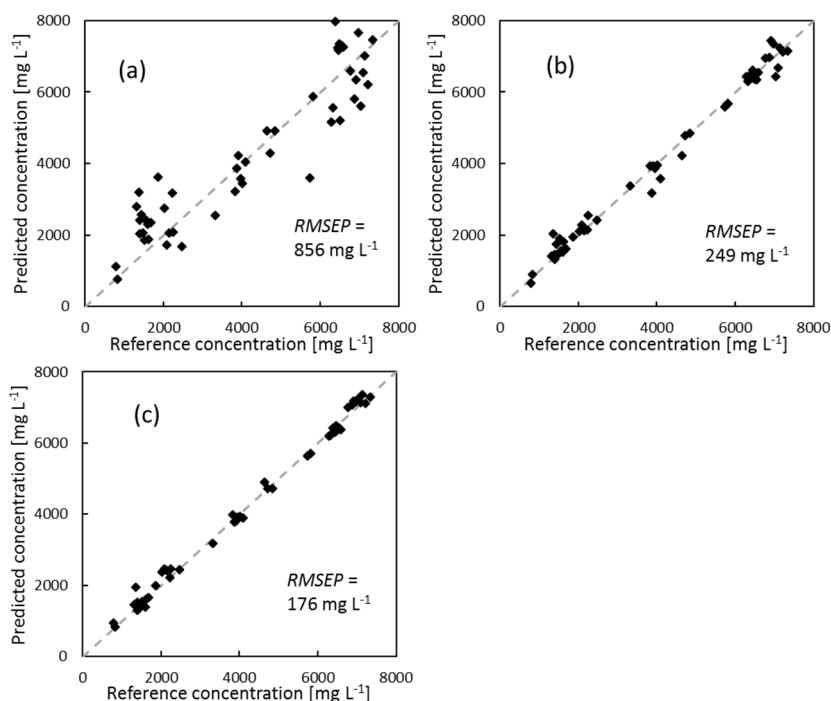 8000
6000
4000
2000
0
Predicted concentration [mg L⁻¹]
(a)
RMSEP =
856 mg L⁻¹
0 2000 4000 6000 8000
Reference concentration [mg L⁻¹]
8000
6000
4000
2000
0
Predicted concentration [mg L⁻¹]
(b)
RMSEP =
249 mg L⁻¹
0 2000 4000 6000 8000
Reference concentration [mg L⁻¹]
8000
6000
4000
2000
0
Predicted concentration [mg L⁻¹]
(c)
RMSEP =
176 mg L⁻¹
0 2000 4000 6000 8000
Reference concentration [mg L⁻¹]